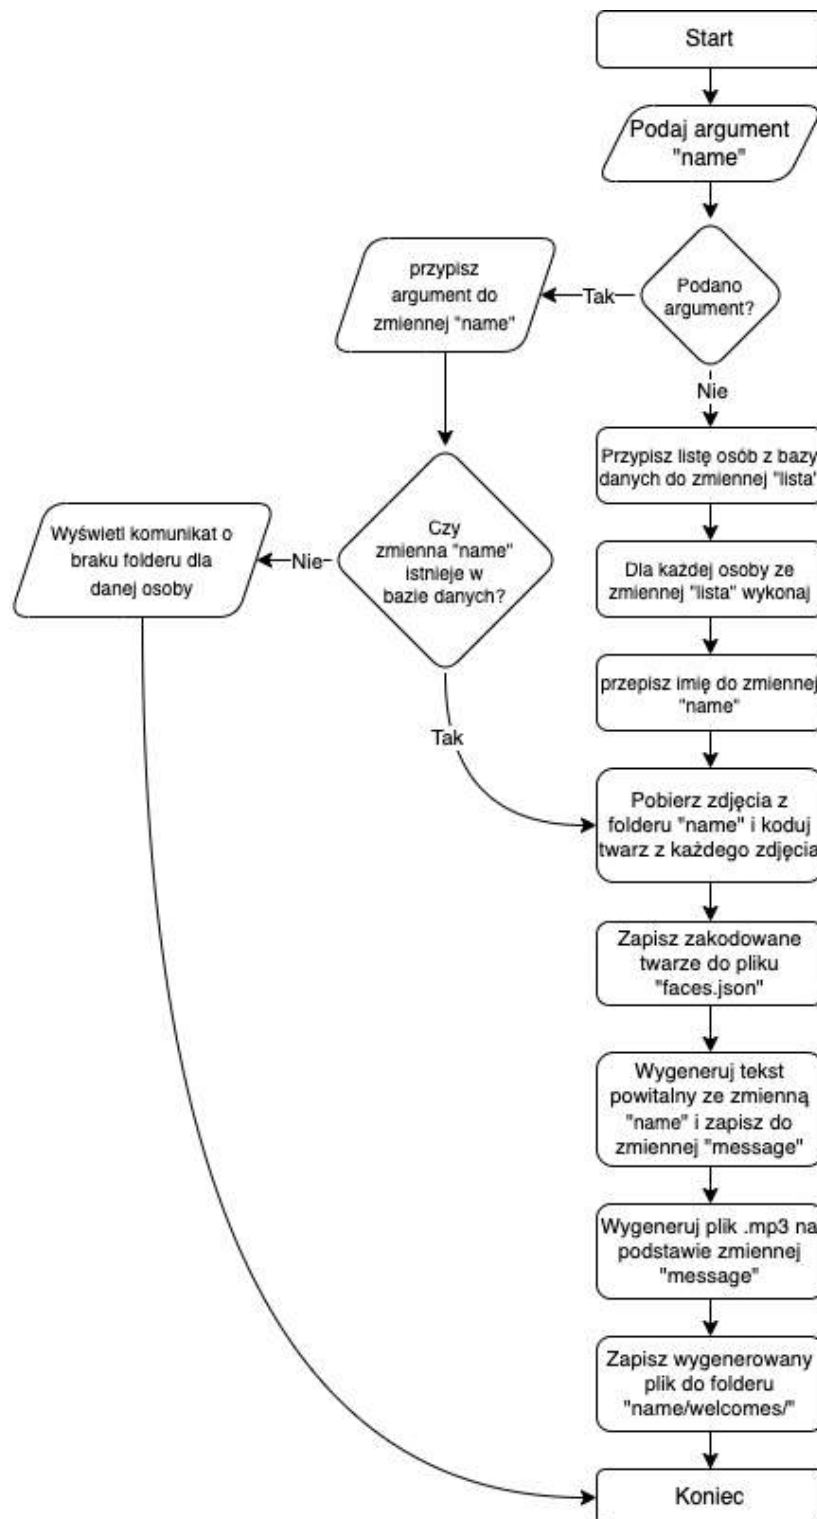 Start
Podaj argument
"name"
Podano
argument?
Tak
przypisz
argument do
zmiennej "name"
Nie
Przypisz listę osób z bazy
danych do zmiennej "lista"
Czy
zmienna "name"
istnieje w
bazie danych?
Nie
Wyświetl komunikat o
braku folderu dla
danej osoby
Dla każdej osoby ze
zmiennej "lista" wykonaj
przepisz imię do zmiennej
"name"
Tak
Pobierz zdjęcia z
folderu "name" i koduj
twarz z każdego zdjęcia
Zapisz zakodowane
twarze do pliku
"faces.json"
Wygeneruj tekst
powitalny ze zmienną
"name" i zapisz do
zmiennej "message"
Wygeneruj plik .mp3 na
podstawie zmiennej
"message"
Zapisz wygenerowany
plik do folderu
"name/welcomes/"
Koniec